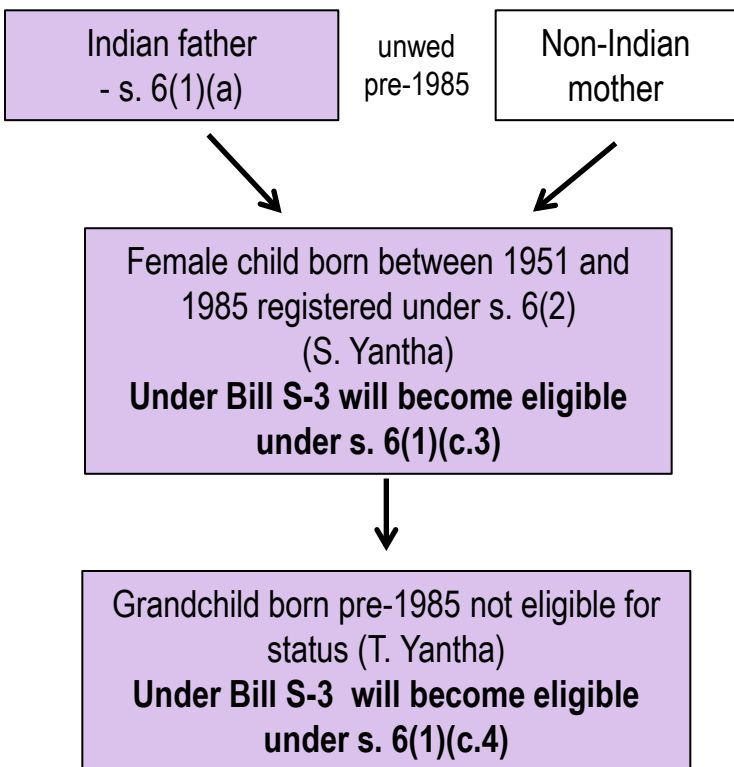 Indian father
- s. 6(1)(a)
unwed
pre-1985
Non-Indian
mother
Female child born between 1951 and
1985 registered under s. 6(2)
(S. Yantha)
Under Bill S-3 will become eligible
under s. 6(1)(c.3)
Grandchild born pre-1985 not eligible for
status (T. Yantha)
Under Bill S-3 will become eligible
under s. 6(1)(c.4)